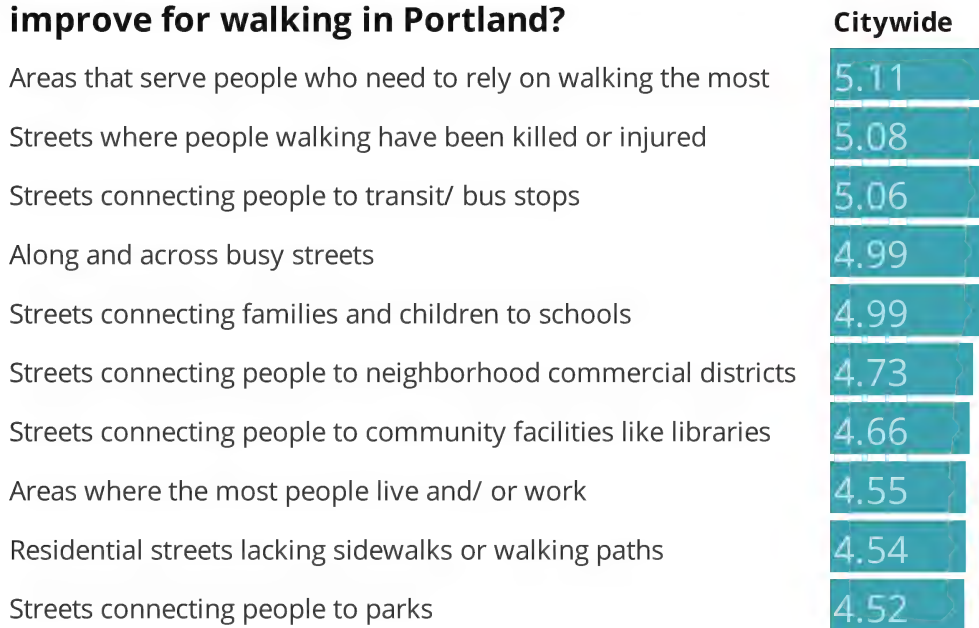 improve for walking in Portland? Citywide
Areas that serve people who need to rely on walking the most 5.11
Streets where people walking have been killed or injured 5.08
Streets connecting people to transit/ bus stops 5.06
Along and across busy streets 4.99
Streets connecting families and children to schools 4.99
Streets connecting people to neighborhood commercial districts 4.73
Streets connecting people to community facilities like libraries 4.66
Areas where the most people live and/ or work 4.55
Residential streets lacking sidewalks or walking paths 4.54
Streets connecting people to parks 4.52